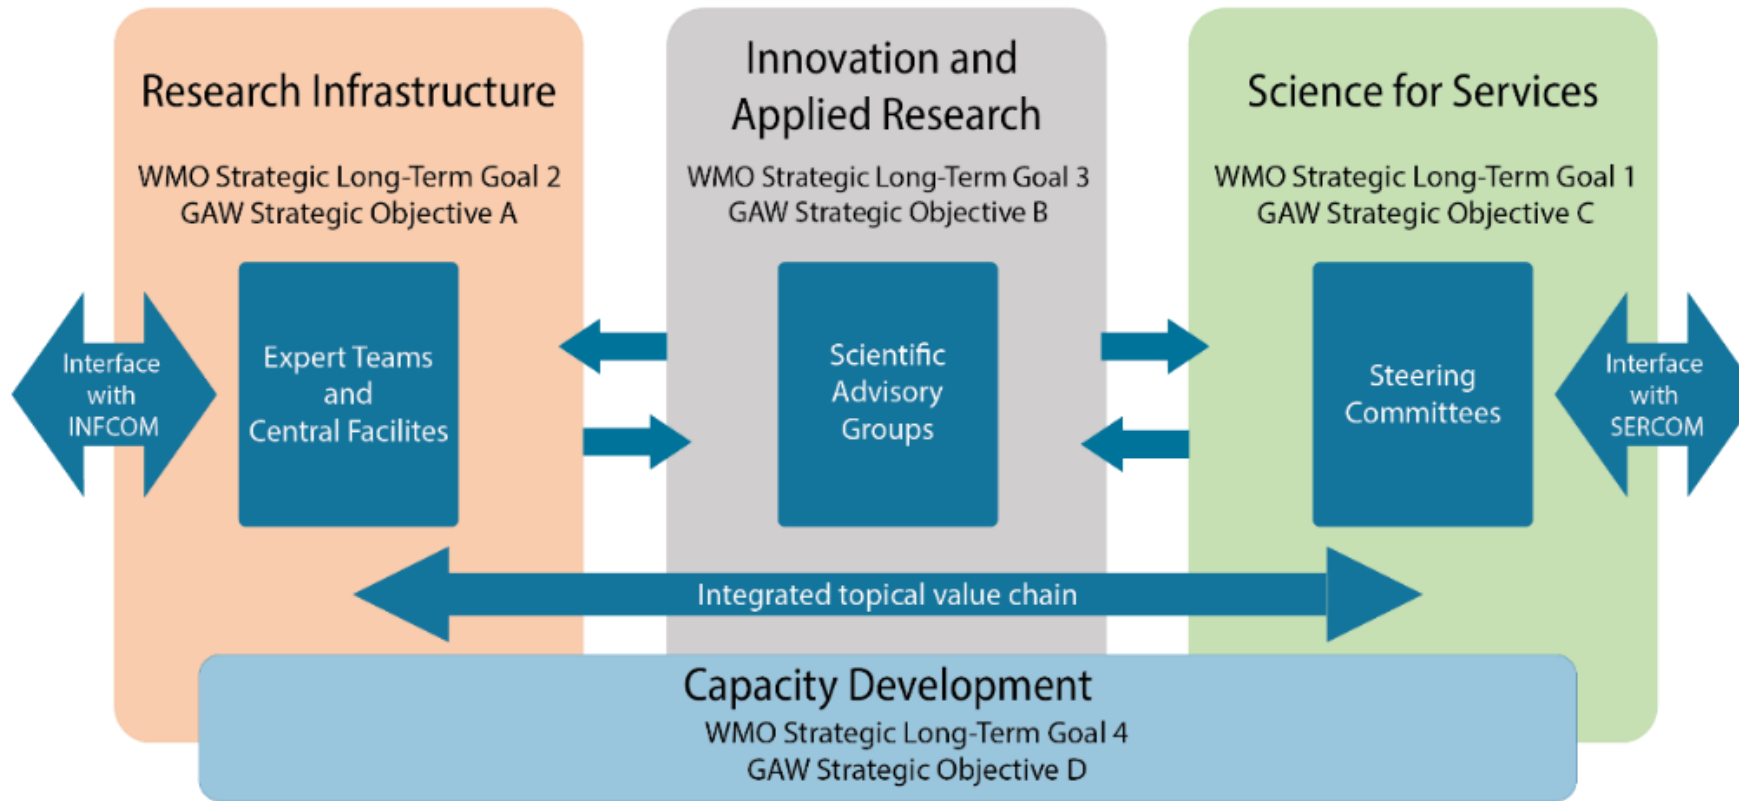 Research Infrastructure
WMO Strategic Long-Term Goal 2
GAW Strategic Objective A
Interface
with
INFCOM
Expert Teams
and
Central Facilites
Innovation and
Applied Research
WMO Strategic Long-Term Goal 3
GAW Strategic Objective B
Scientific
Advisory
Groups
Science for Services
WMO Strategic Long-Term Goal 1
GAW Strategic Objective C
Steering
Committees
Interface
with
SERCOM
Integrated topical value chain
Capacity Development
WMO Strategic Long-Term Goal 4
GAW Strategic Objective D